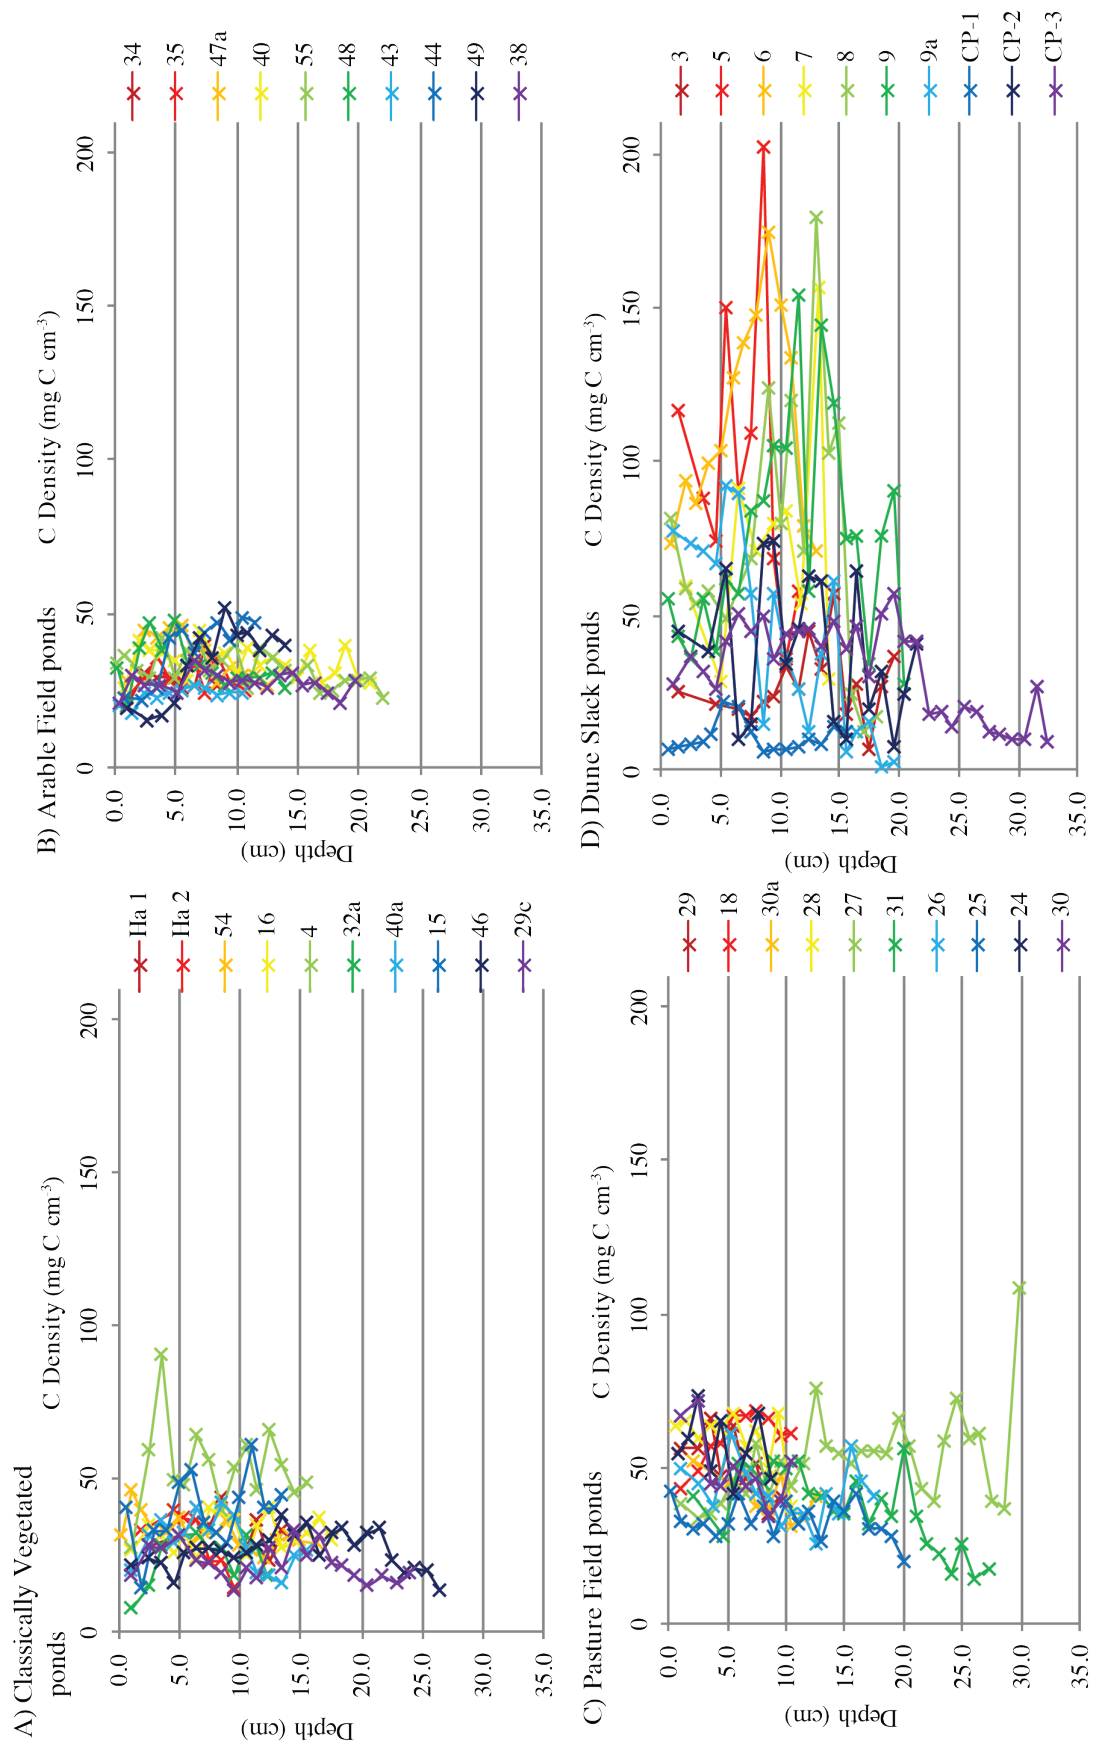 A) Classically Vegetated
ponds
C Density (mg C cm⁻³)
0 50 100 150 200
Depth (cm)
0.0
5.0
10.0
15.0
20.0
25.0
30.0
35.0
Ha 1
Ha 2
54
16
4
32a
40a
15
46
29c
B) Arable Field ponds
C Density (mg C cm⁻³)
0 50 100 150 200
Depth (cm)
0.0
5.0
10.0
15.0
20.0
25.0
30.0
35.0
34
35
47a
40
55
48
43
44
49
38
C) Pasture Field ponds
C Density (mg C cm⁻³)
0 50 100 150 200
Depth (cm)
0.0
5.0
10.0
15.0
20.0
25.0
30.0
35.0
29
18
30a
28
27
31
26
25
24
30
D) Dune Slack ponds
C Density (mg C cm⁻³)
0 50 100 150 200
Depth (cm)
0.0
5.0
10.0
15.0
20.0
25.0
30.0
35.0
3
5
6
7
8
9
9a
CP-1
CP-2
CP-3